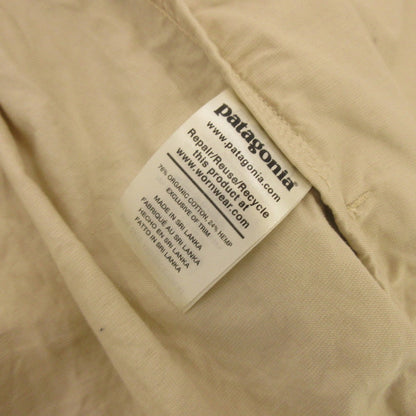 patagonia
www.patagonia.com
Repair/Reuse/Recycle
this product at
www.wornwear.com
76% ORGANIC COTTON 24% HEMP
EXCLUSIVE OF TRIM
MADE IN SRI LANKA
FABRIQUÉ AU SRI LANKA
HECHO EN SRI LANKA
FATTO IN SRI LANKA